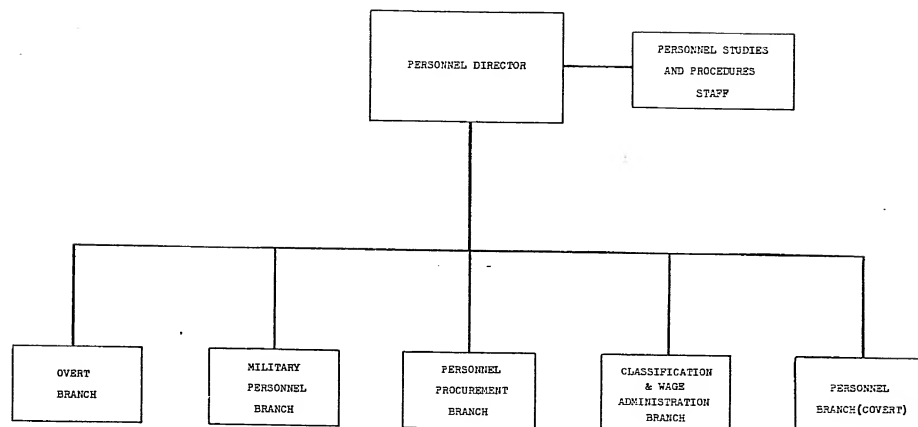 PERSONNEL DIRECTOR
PERSONNEL STUDIES
AND PROCEDURES
STAFF
OVERT
BRANCH
MILITARY
PERSONNEL
BRANCH
PERSONNEL
PROCUREMENT
BRANCH
CLASSIFICATION
& WAGE
ADMINISTRATION
BRANCH
PERSONNEL
BRANCH(COVERT)